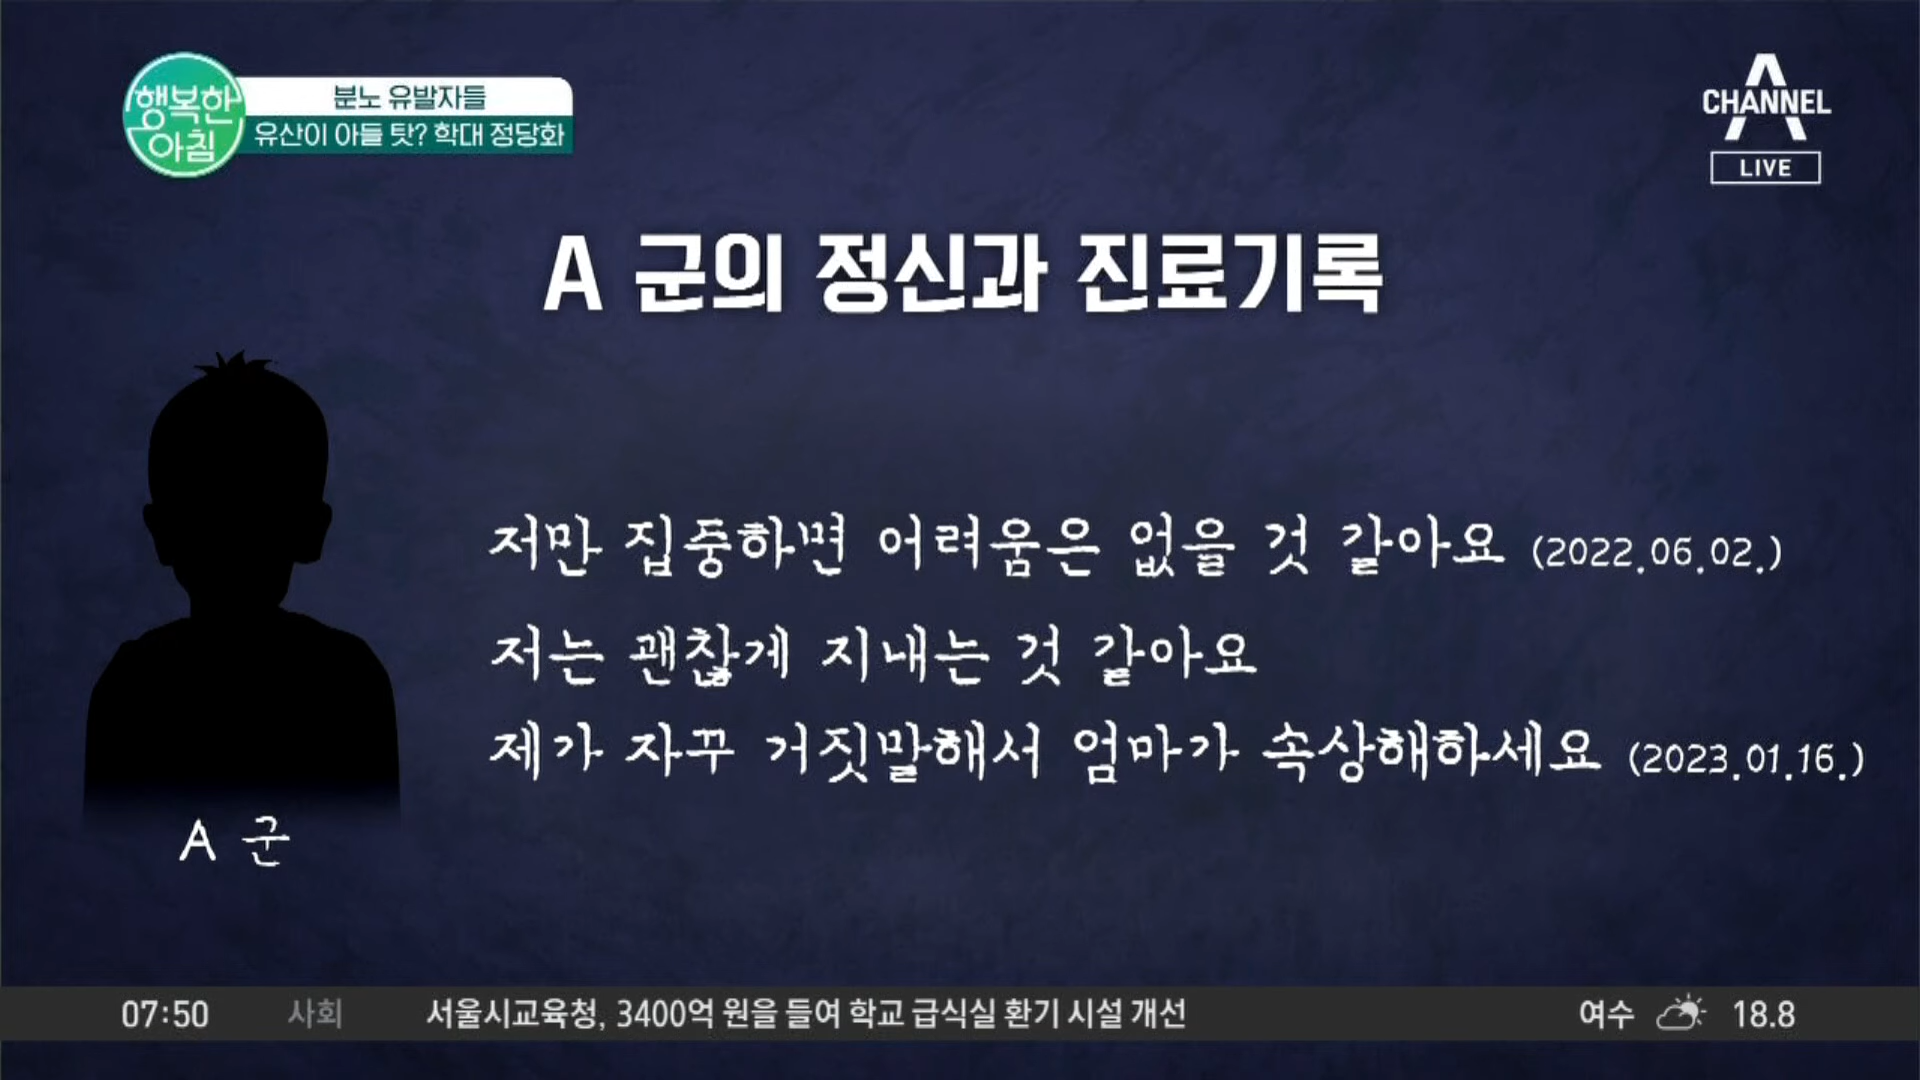 행복한
아침
분노 유발자들
유산이 아들 탓? 학대 정당화
CHANNEL A
LIVE
A 군의 정신과 진료기록
저만 집중하면 어려움은 없을 것 같아요 (2022.06.02.)
저는 괜찮게 지내는 것 같아요
제가 자꾸 거짓말해서 엄마가 속상해하세요 (2023.01.16.)
A 군
07:50 사회 서울시교육청, 3400억 원을 들여 학교 급식실 환기 시설 개선 여수 18.8